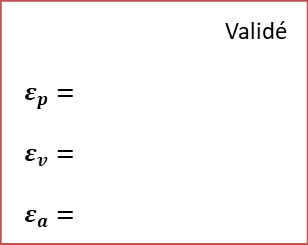 Validé
εₚ =
εᵥ =
εₐ =